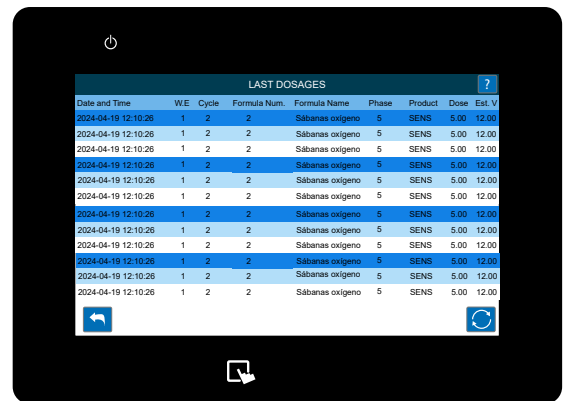 LAST DOSAGES ?
Date and Time W.E Cycle Formula Num. Formula Name Phase Product Dose Est. V
2024-04-19 12:10:26 1 2 2 Sábanas oxígeno 5 SENS 5.00 12.00
2024-04-19 12:10:26 1 2 2 Sábanas oxígeno 5 SENS 5.00 12.00
2024-04-19 12:10:26 1 2 2 Sábanas oxígeno 5 SENS 5.00 12.00
2024-04-19 12:10:26 1 2 2 Sábanas oxígeno 5 SENS 5.00 12.00
2024-04-19 12:10:26 1 2 2 Sábanas oxígeno 5 SENS 5.00 12.00
2024-04-19 12:10:26 1 2 2 Sábanas oxígeno 5 SENS 5.00 12.00
2024-04-19 12:10:26 1 2 2 Sábanas oxígeno 5 SENS 5.00 12.00
2024-04-19 12:10:26 1 2 2 Sábanas oxígeno 5 SENS 5.00 12.00
2024-04-19 12:10:26 1 2 2 Sábanas oxígeno 5 SENS 5.00 12.00
2024-04-19 12:10:26 1 2 2 Sábanas oxígeno 5 SENS 5.00 12.00
2024-04-19 12:10:26 1 2 2 Sábanas oxígeno 5 SENS 5.00 12.00
2024-04-19 12:10:26 1 2 2 Sábanas oxígeno 5 SENS 5.00 12.00